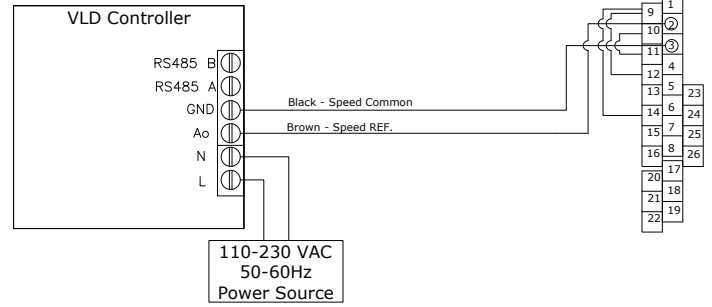 VLD Controller
RS485 B
RS485 A
GND
Ao
N
L
Black - Speed Common
Brown - Speed REF.
110-230 VAC
50-60Hz
Power Source
1
9
2
10
3
11
4
12
5
13
23
6
14
24
7
15
25
8
16
26
17
20
18
21
19
22